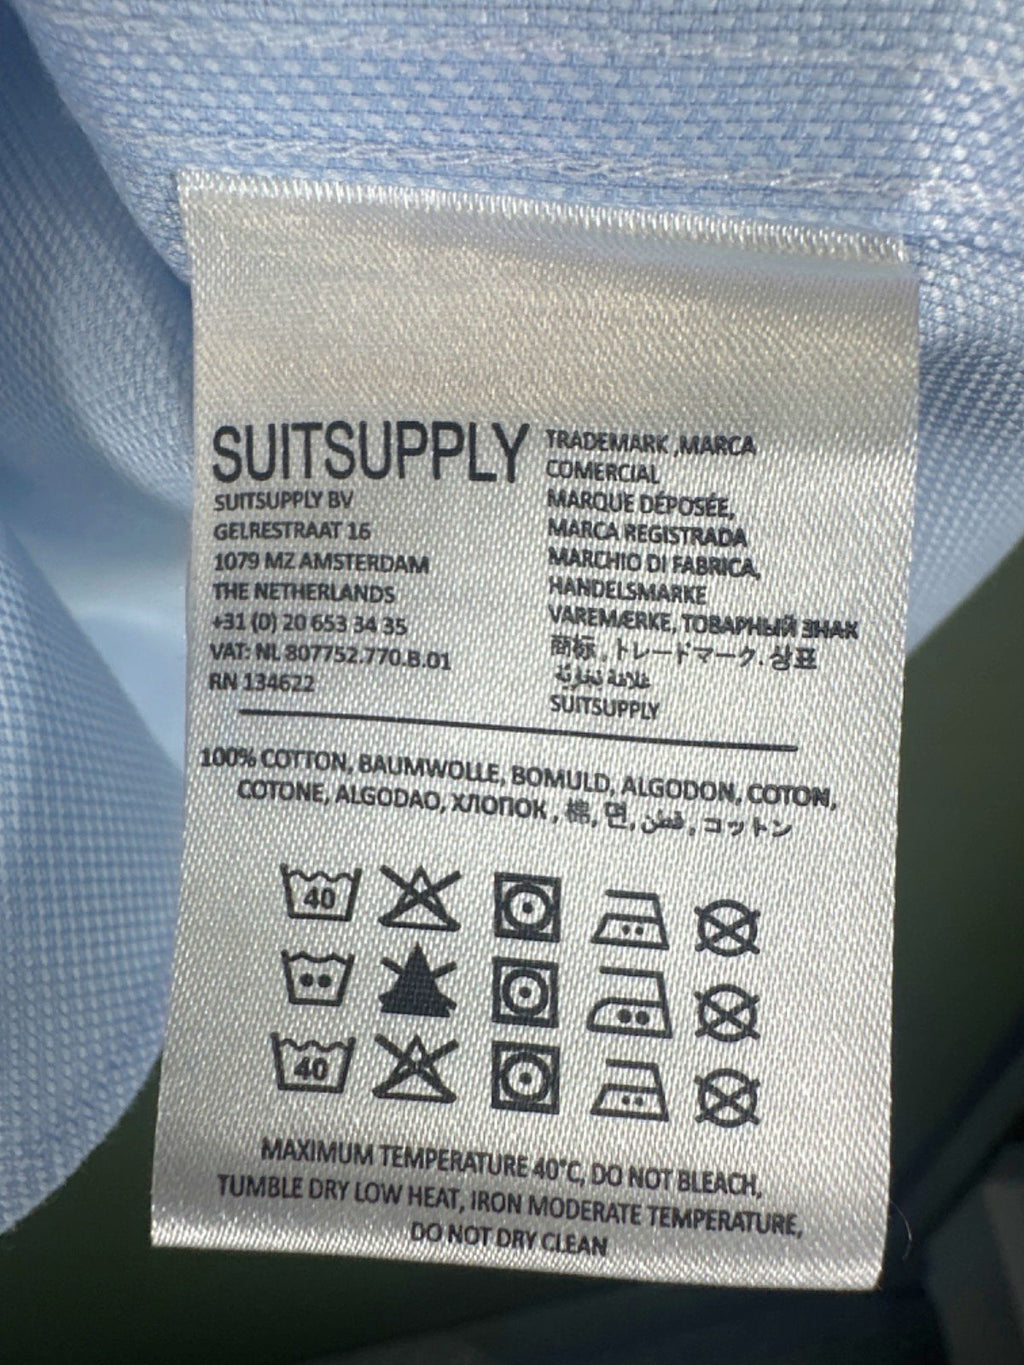 SUITSUPPLY
SUITSUPPLY BV
GELRESTRAAT 16
1079 MZ AMSTERDAM
THE NETHERLANDS
+31 (0) 20 653 34 35
VAT: NL 807752.770.B.01
RN 134622
TRADEMARK ,MARCA
COMERCIAL
MARQUE DÉPOSÉE,
MARCA REGISTRADA
MARCHIO DI FABRICA,
HANDELSMARKE
VAREMÆRKE, ТОВАРНЫЙ ЗНАК
商标, トレードマーク. 상표
علامة تجارية
SUITSUPPLY
100% COTTON, BAUMWOLLE, BOMULD, ALGODON, COTON,
COTONE, ALGODAO, ХЛОПОК, 棉, 면, قطن, コットン
40
40
MAXIMUM TEMPERATURE 40°C, DO NOT BLEACH,
TUMBLE DRY LOW HEAT, IRON MODERATE TEMPERATURE,
DO NOT DRY CLEAN